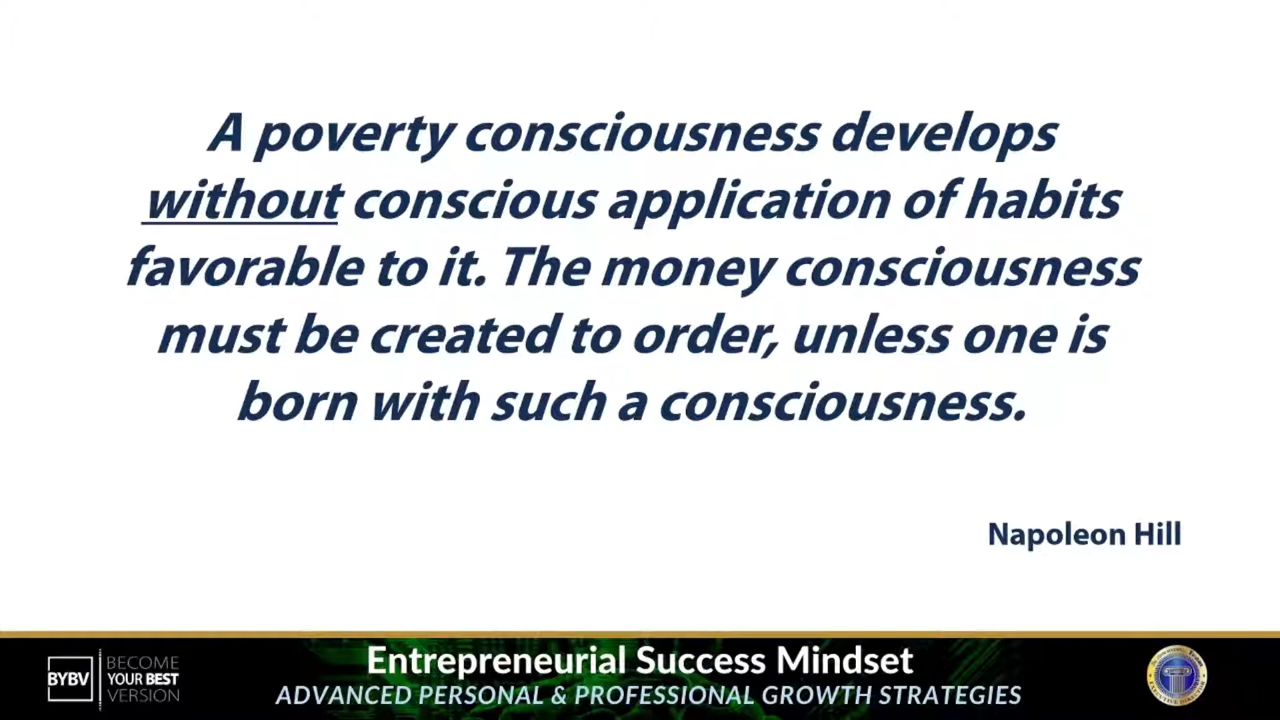 A poverty consciousness develops
without conscious application of habits
favorable to it. The money consciousness
must be created to order, unless one is
born with such a consciousness.
Napoleon Hill
Entrepreneurial Success Mindset
ADVANCED PERSONAL & PROFESSIONAL GROWTH STRATEGIES
BYBV
BECOME
YOUR BEST
VERSION